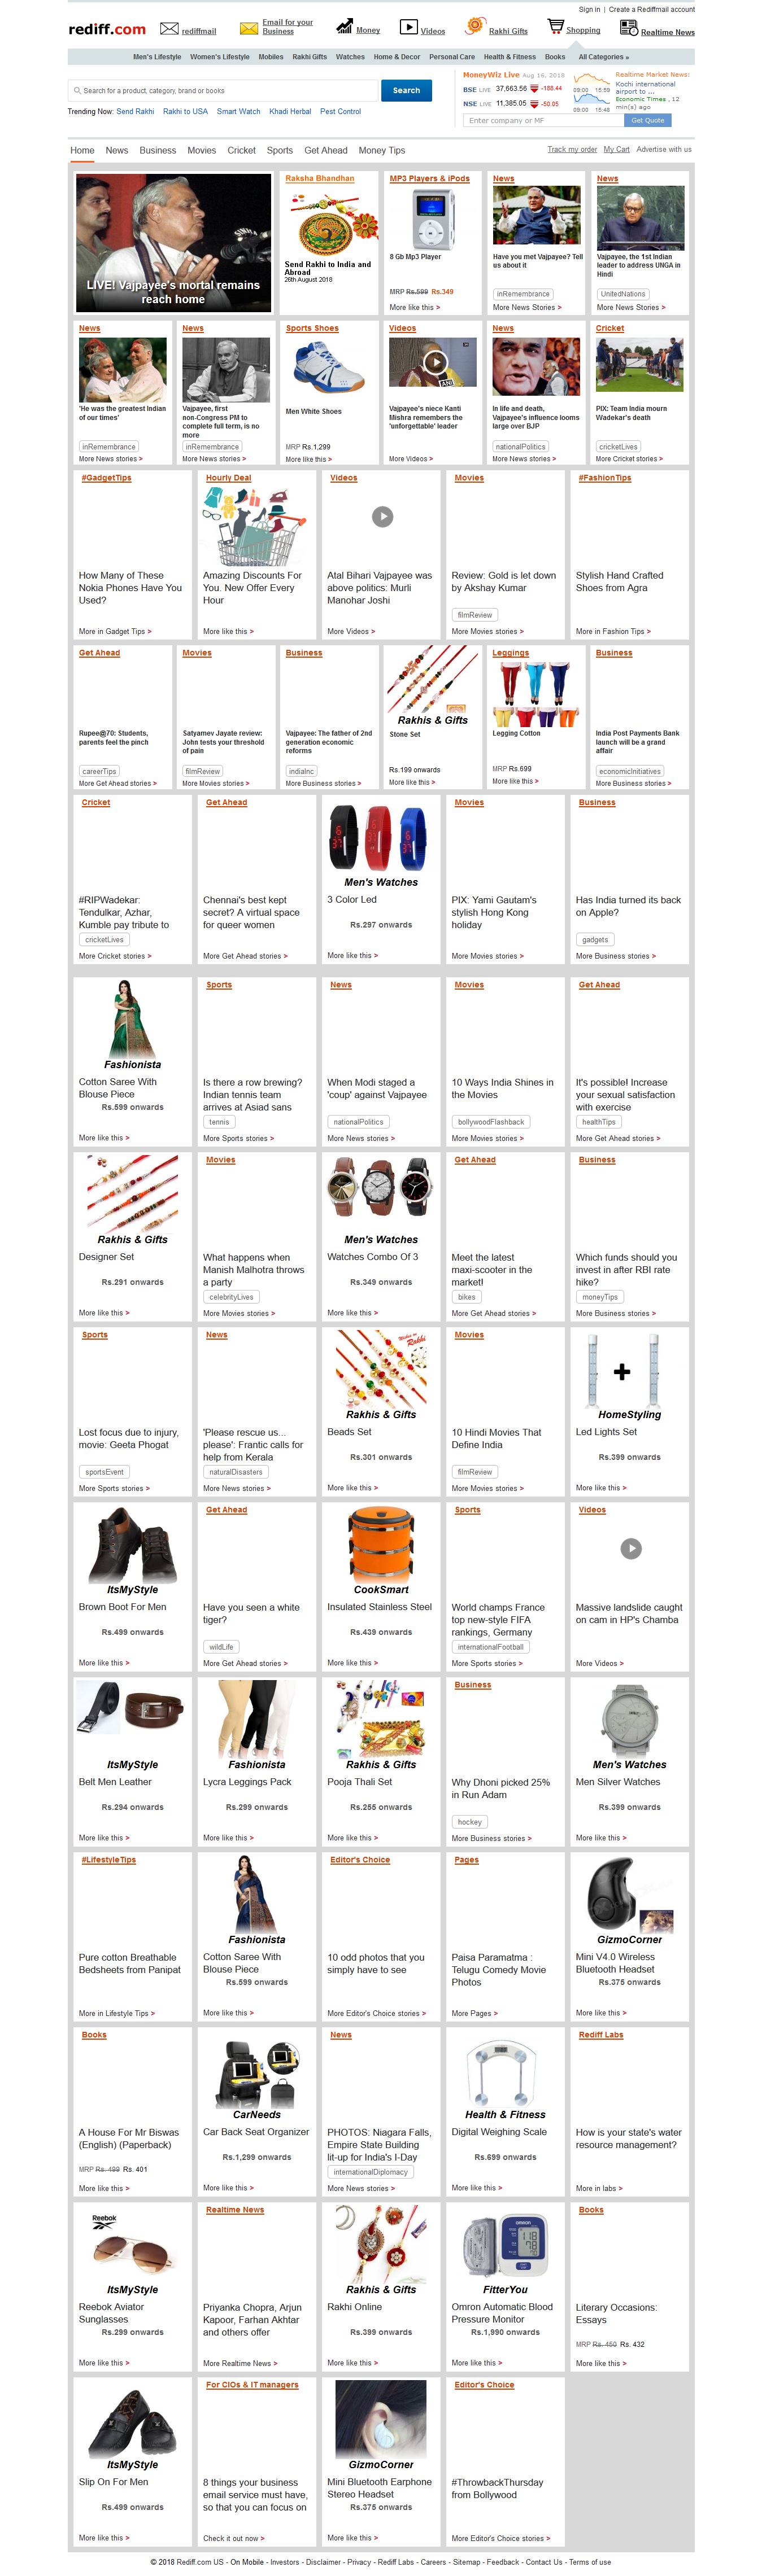 Sign in | Create a Rediffmail account
rediff.com
rediffmail
Email for your
Business
Money
Videos
Rakhi Gifts
Shopping
Realtime News
Men's Lifestyle Women's Lifestyle Mobiles Rakhi Gifts Watches Home & Decor Personal Care Health & Fitness Books All Categories »
Search for a product, category, brand or books
Search
Trending Now: Send Rakhi Rakhi to USA Smart Watch Khadi Herbal Pest Control
MoneyWiz Live Aug 16, 2018
BSE LIVE 37,663.56 -188.44
NSE LIVE 11,385.05 -50.05
09:00 15:59
09:00 15:48
Realtime Market News:
Kochi international
airport to ...
Economic Times , 12
min(s) ago
Enter company or MF
Get Quote
Home News Business Movies Cricket Sports Get Ahead Money Tips
Track my order My Cart Advertise with us
LIVE! Vajpayee's mortal remains
reach home
Raksha Bhandhan
Send Rakhi to India and
Abroad
26th August 2018
MP3 Players & iPods
8 Gb Mp3 Player
MRP Rs.599 Rs.349
More like this >
News
Have you met Vajpayee? Tell
us about it
inRemembrance
More News Stories >
News
Vajpayee, the 1st Indian
leader to address UNGA in
Hindi
UnitedNations
More News Stories >
News
'He was the greatest Indian
of our times'
inRemembrance
More News stories >
News
Vajpayee, first
non-Congress PM to
complete full term, is no
more
inRemembrance
More News stories >
Sports Shoes
Men White Shoes
MRP Rs.1,299
More like this >
Videos
ANI
Vajpayee's niece Kanti
Mishra remembers the
'unforgettable' leader
More Videos >
News
In life and death,
Vajpayee's influence looms
large over BJP
nationalPolitics
More News stories >
Cricket
PIX: Team India mourn
Wadekar's death
cricketLives
More Cricket stories >
#GadgetTips
How Many of These
Nokia Phones Have You
Used?
More in Gadget Tips >
Hourly Deal
Amazing Discounts For
You. New Offer Every
Hour
More like this >
Videos
Atal Bihari Vajpayee was
above politics: Murli
Manohar Joshi
More Videos >
Movies
Review: Gold is let down
by Akshay Kumar
filmReview
More Movies stories >
#FashionTips
Stylish Hand Crafted
Shoes from Agra
More in Fashion Tips >
Get Ahead
Rupee@70: Students,
parents feel the pinch
careerTips
More Get Ahead stories >
Movies
Satyamev Jayate review:
John tests your threshold
of pain
filmReview
More Movies stories >
Business
Vajpayee: The father of 2nd
generation economic
reforms
indiaInc
More Business stories >
Rakhis & Gifts
Stone Set
Rs.199 onwards
More like this >
Leggings
Legging Cotton
MRP Rs.699
More like this >
Business
India Post Payments Bank
launch will be a grand
affair
economicInitiatives
More Business stories >
Cricket
#RIPWadekar:
Tendulkar, Azhar,
Kumble pay tribute to
cricketLives
More Cricket stories >
Get Ahead
Chennai's best kept
secret? A virtual space
for queer women
More Get Ahead stories >
Men's Watches
3 Color Led
Rs.297 onwards
More like this >
Movies
PIX: Yami Gautam's
stylish Hong Kong
holiday
More Movies stories >
Business
Has India turned its back
on Apple?
gadgets
More Business stories >
Fashionista
Cotton Saree With
Blouse Piece
Rs.599 onwards
More like this >
Sports
Is there a row brewing?
Indian tennis team
arrives at Asiad sans
tennis
More Sports stories >
News
When Modi staged a
'coup' against Vajpayee
nationalPolitics
More News stories >
Movies
10 Ways India Shines in
the Movies
bollywoodFlashback
More Movies stories >
Get Ahead
It's possible! Increase
your sexual satisfaction
with exercise
healthTips
More Get Ahead stories >
Rakhis & Gifts
Designer Set
Rs.291 onwards
More like this >
Movies
What happens when
Manish Malhotra throws
a party
celebrityLives
More Movies stories >
Men's Watches
Watches Combo Of 3
Rs.349 onwards
More like this >
Get Ahead
Meet the latest
maxi-scooter in the
market!
bikes
More Get Ahead stories >
Business
Which funds should you
invest in after RBI rate
hike?
moneyTips
More Business stories >
Sports
Lost focus due to injury,
movie: Geeta Phogat
sportsEvent
More Sports stories >
News
'Please rescue us...
please': Frantic calls for
help from Kerala
naturalDisasters
More News stories >
Rakhi
Rakhis & Gifts
Beads Set
Rs.301 onwards
More like this >
Movies
10 Hindi Movies That
Define India
filmReview
More Movies stories >
HomeStyling
Led Lights Set
Rs.399 onwards
More like this >
ItsMyStyle
Brown Boot For Men
Rs.499 onwards
More like this >
Get Ahead
Have you seen a white
tiger?
wildLife
More Get Ahead stories >
CookSmart
Insulated Stainless Steel
Rs.439 onwards
More like this >
Sports
World champs France
top new-style FIFA
rankings, Germany
internationalFootball
More Sports stories >
Videos
Massive landslide caught
on cam in HP's Chamba
More Videos >
ItsMyStyle
Belt Men Leather
Rs.294 onwards
More like this >
Fashionista
Lycra Leggings Pack
Rs.299 onwards
More like this >
Rakhis & Gifts
Pooja Thali Set
Rs.255 onwards
More like this >
Business
Why Dhoni picked 25%
in Run Adam
hockey
More Business stories >
Men's Watches
Men Silver Watches
Rs.399 onwards
More like this >
#LifestyleTips
Pure cotton Breathable
Bedsheets from Panipat
More in Lifestyle Tips >
Fashionista
Cotton Saree With
Blouse Piece
Rs.599 onwards
More like this >
Editor's Choice
10 odd photos that you
simply have to see
More Editor's Choice stories >
Pages
Paisa Paramatma :
Telugu Comedy Movie
Photos
More Pages >
GizmoCorner
Mini V4.0 Wireless
Bluetooth Headset
Rs.375 onwards
More like this >
Books
A House For Mr Biswas
(English) (Paperback)
MRP Rs. 499 Rs. 401
More like this >
CarNeeds
Car Back Seat Organizer
Rs.1,299 onwards
More like this >
News
PHOTOS: Niagara Falls,
Empire State Building
lit-up for India's I-Day
internationalDiplomacy
More News stories >
Health & Fitness
Digital Weighing Scale
Rs.699 onwards
More like this >
Rediff Labs
How is your state's water
resource management?
More in labs >
Reebok
ItsMyStyle
Reebok Aviator
Sunglasses
Rs.299 onwards
More like this >
Realtime News
Priyanka Chopra, Arjun
Kapoor, Farhan Akhtar
and others offer
More Realtime News >
Rakhis & Gifts
Rakhi Online
Rs.399 onwards
More like this >
OMRON
FitterYou
Omron Automatic Blood
Pressure Monitor
Rs.1,990 onwards
More like this >
Books
Literary Occasions:
Essays
MRP Rs. 450 Rs. 432
More like this >
ItsMyStyle
Slip On For Men
Rs.499 onwards
More like this >
For CIOs & IT managers
8 things your business
email service must have,
so that you can focus on
Check it out now >
GizmoCorner
Mini Bluetooth Earphone
Stereo Headset
Rs.375 onwards
More like this >
Editor's Choice
#ThrowbackThursday
from Bollywood
More Editor's Choice stories >
© 2018 Rediff.com US - On Mobile - Investors - Disclaimer - Privacy - Rediff Labs - Careers - Sitemap - Feedback - Contact Us - Terms of use